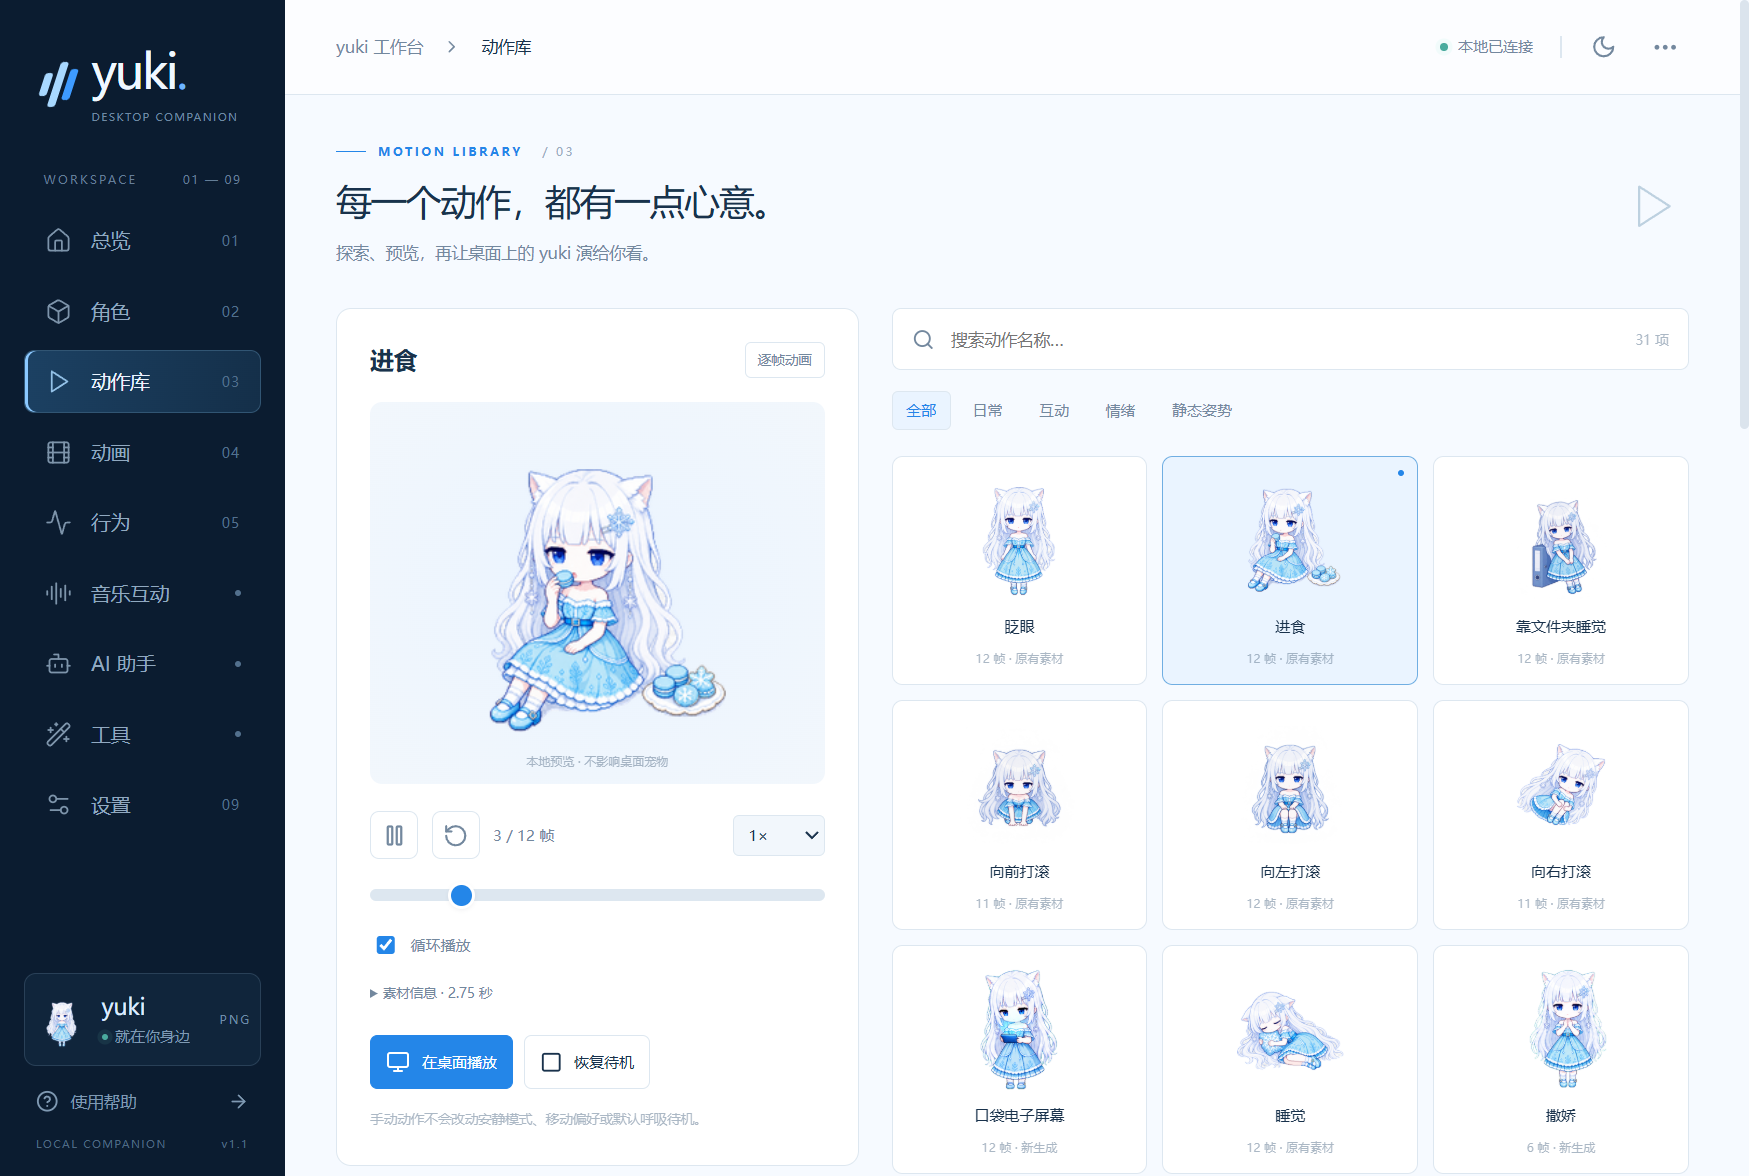 yuki.
DESKTOP COMPANION
WORKSPACE 01 — 09
总览 01
角色 02
动作库 03
动画 04
行为 05
音乐互动
AI 助手
工具
设置 09
yuki
就在你身边
PNG
使用帮助
LOCAL COMPANION v1.1
yuki 工作台 > 动作库
本地已连接
MOTION LIBRARY / 03
每一个动作，都有一点心意。
探索、预览，再让桌面上的 yuki 演给你看。
进食
逐帧动画
本地预览 · 不影响桌面宠物
3 / 12 帧
1×
循环播放
素材信息 · 2.75 秒
在桌面播放
恢复待机
手动动作不会改动安静模式、移动偏好或默认呼吸待机。
搜索动作名称...
31 项
全部 日常 互动 情绪 静态姿势
眨眼
12 帧 · 原有素材
进食
12 帧 · 原有素材
靠文件夹睡觉
12 帧 · 原有素材
向前打滚
11 帧 · 原有素材
向左打滚
12 帧 · 原有素材
向右打滚
11 帧 · 原有素材
口袋电子屏幕
12 帧 · 新生成
睡觉
12 帧 · 原有素材
撒娇
6 帧 · 新生成